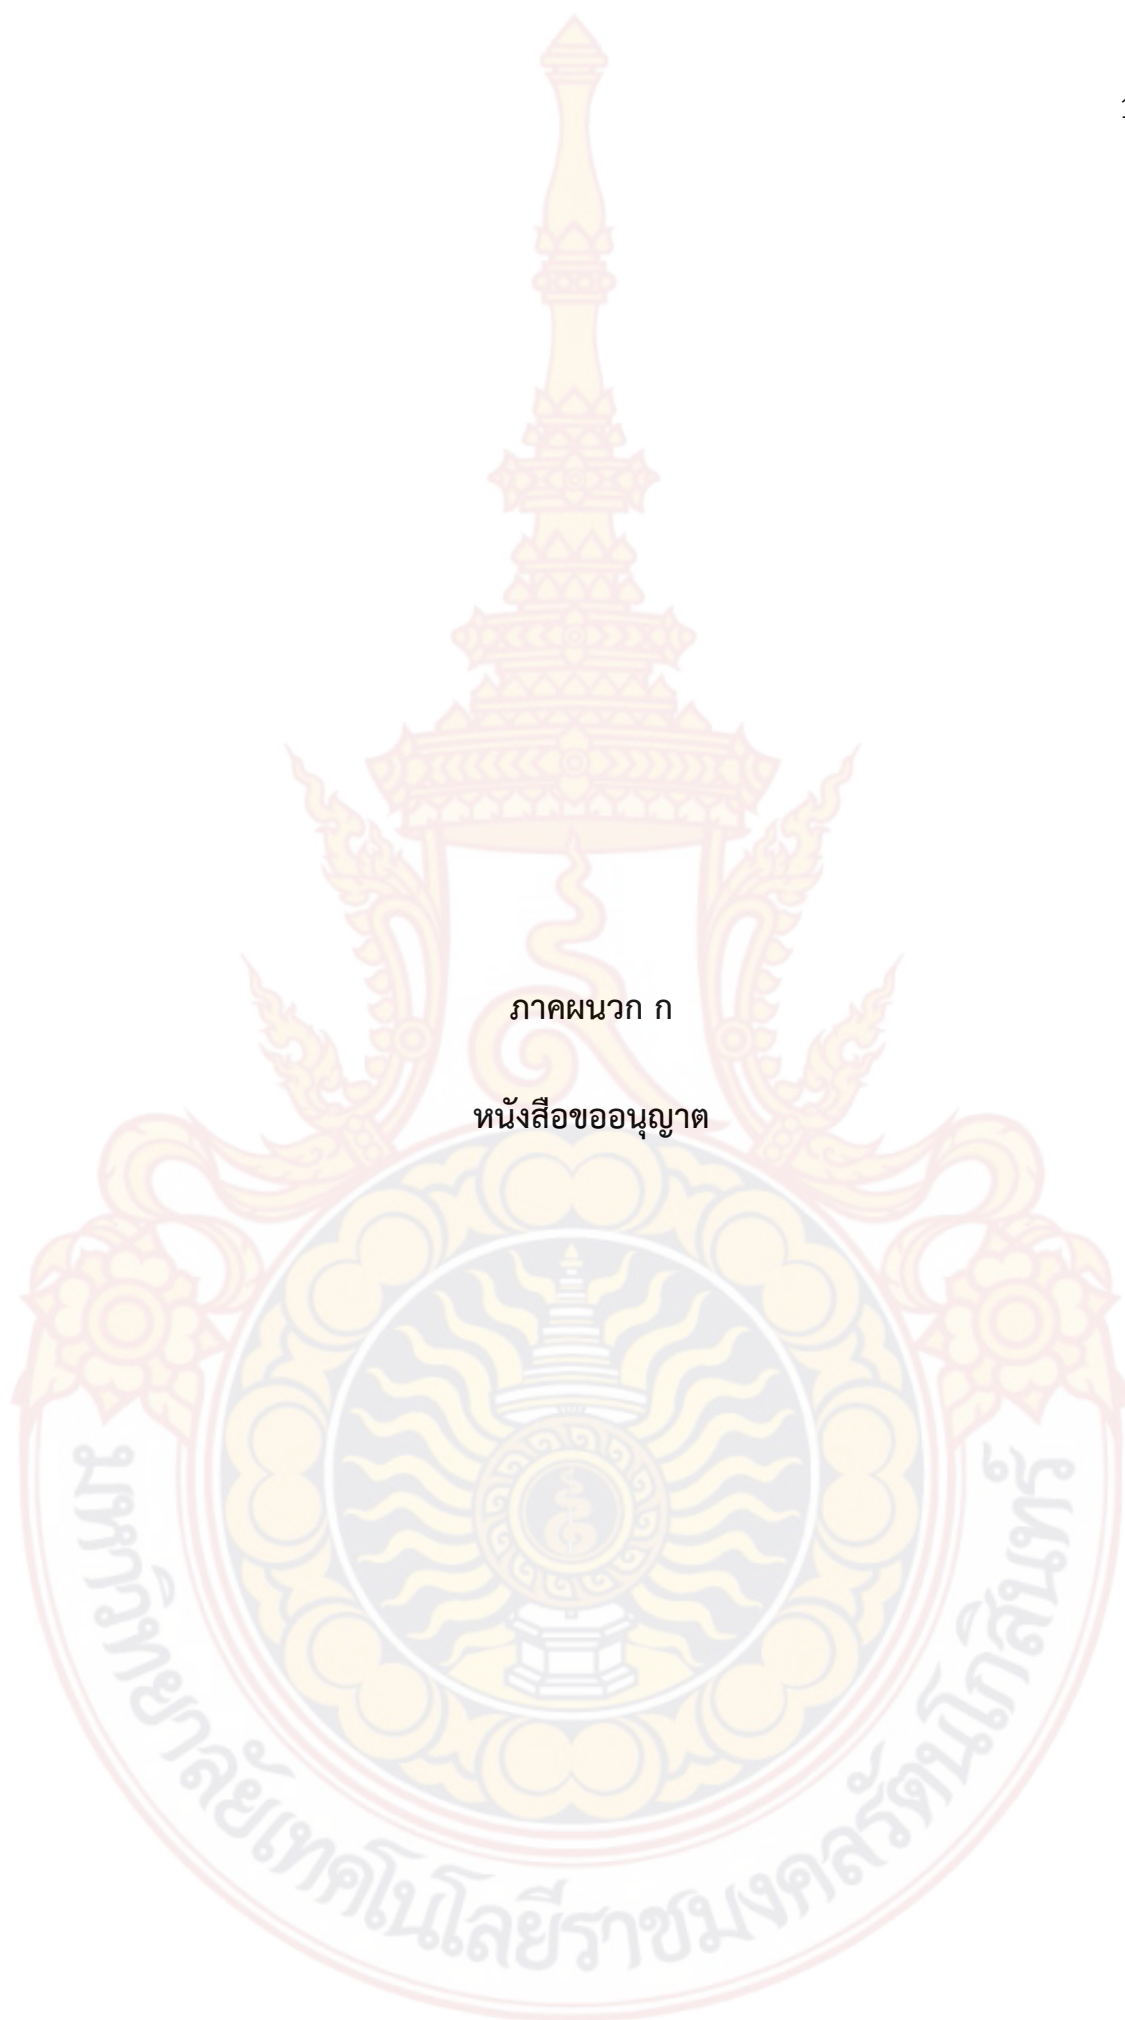 ภาคผนวก ก
หนังสือขออนุญาต
มหาวิทยาลัยเทคโนโลยีราชมงคลรัตนโกสินทร์